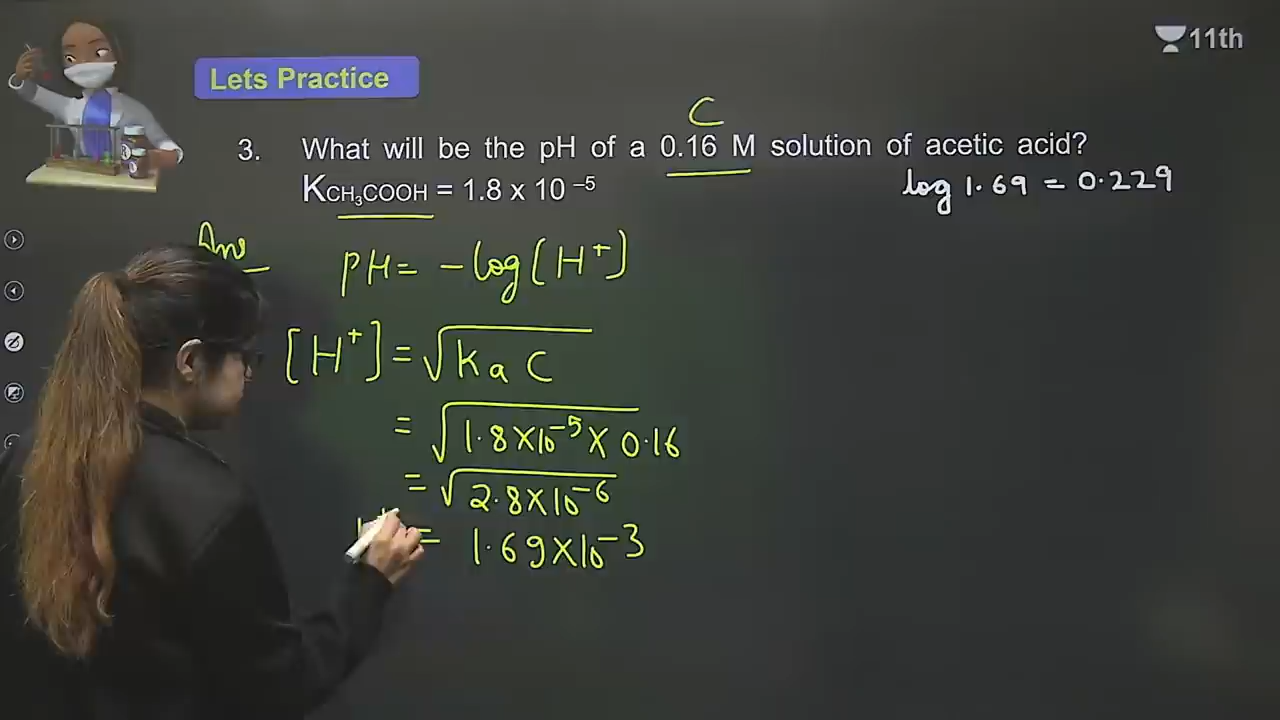 11th
Lets Practice
C
3. What will be the pH of a 0.16 M solution of acetic acid?
KCH₃COOH = 1.8 x 10⁻⁵
log 1.69 = 0.229
Ans
pH = - log [H⁺]
[H⁺] = √Ka C
= √1.8×10⁻⁵ × 0.16
= √2.8×10⁻⁶
= 1.69×10⁻³